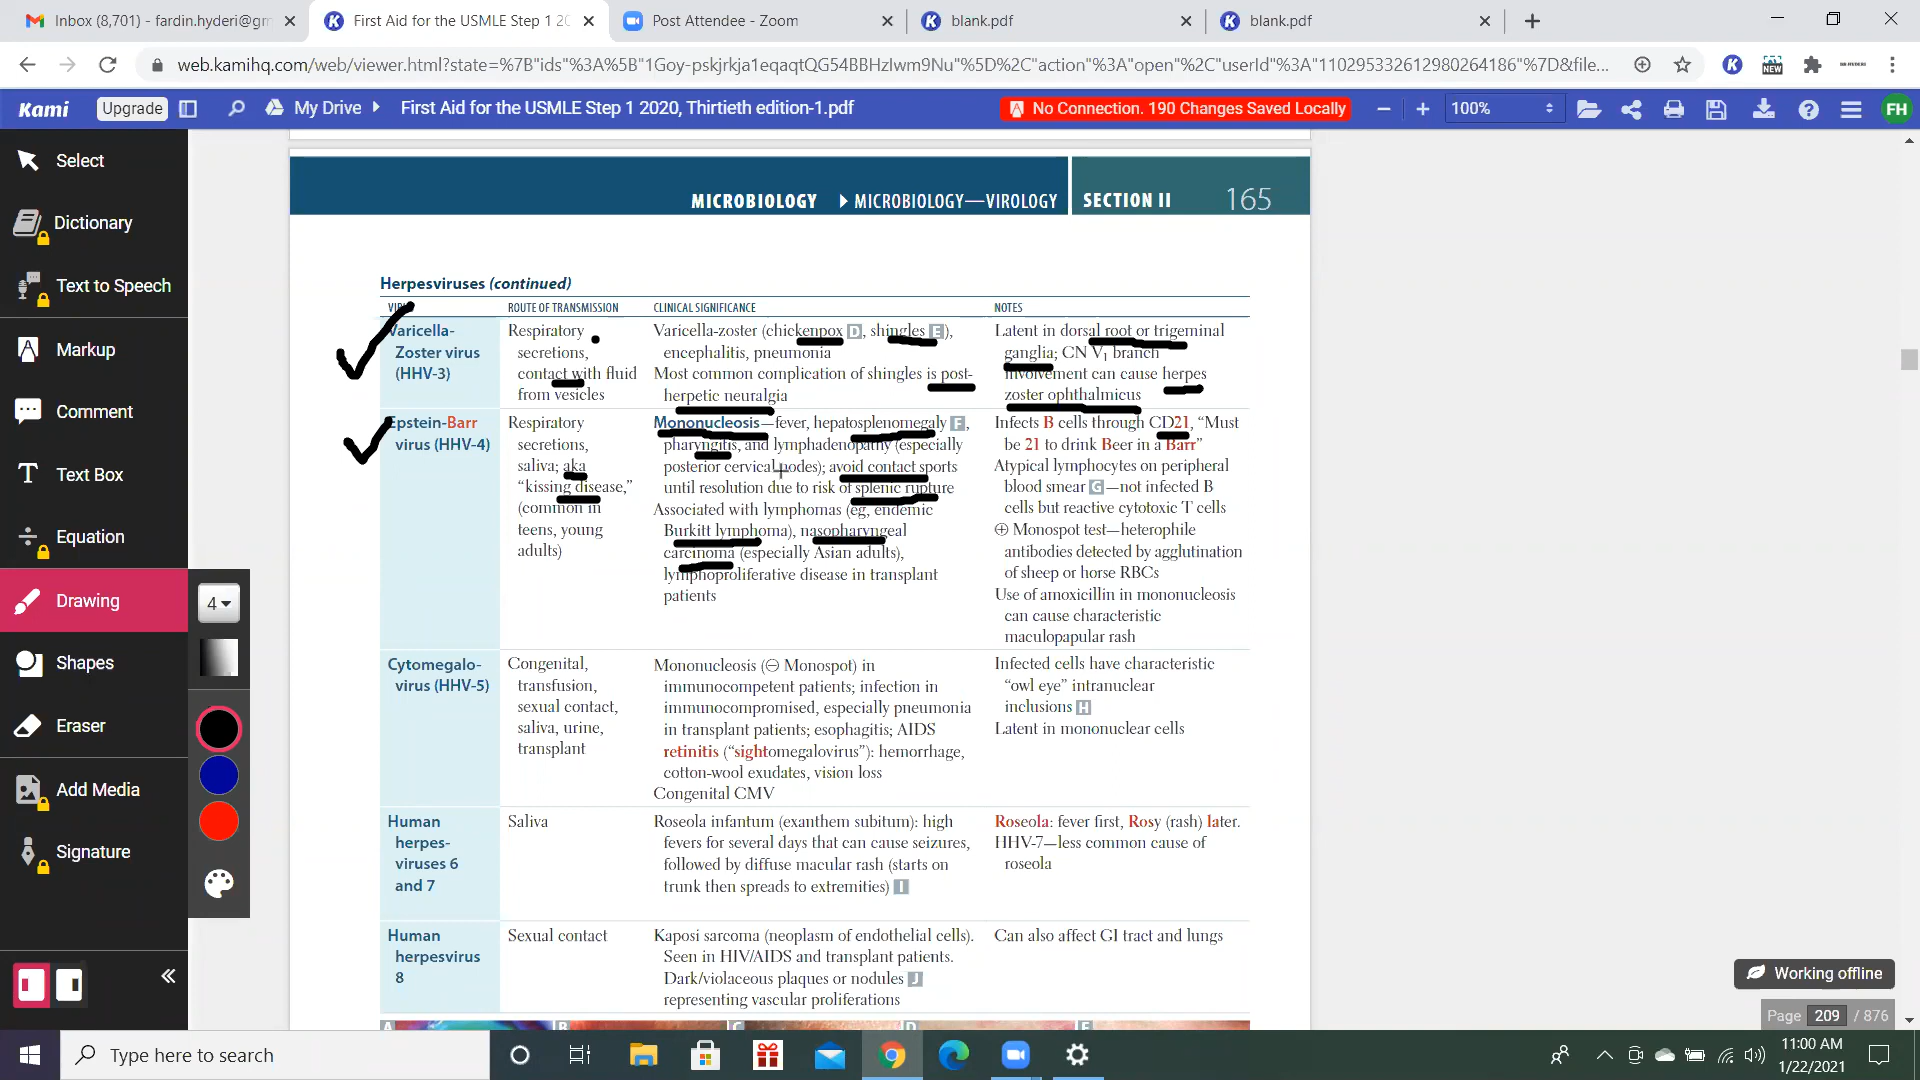 Inbox (8,701) - fardin.hyderi@gm
First Aid for the USMLE Step 1 20
Post Attendee - Zoom
blank.pdf
blank.pdf
web.kamihq.com/web/viewer.html?state=%7B"ids"%3A%5B"1Goy-pskjrkja1eqaqtQG54BBHzIwm9Nu"%5D%2C"action"%3A"open"%2C"userId"%3A"110295332612980264186"%7D&file...
NEW
Kami
Upgrade
My Drive
First Aid for the USMLE Step 1 2020, Thirtieth edition-1.pdf
No Connection. 190 Changes Saved Locally
100%
FH
Select
Dictionary
Text to Speech
Markup
Comment
Text Box
Equation
Drawing
Shapes
Eraser
Add Media
Signature
4
MICROBIOLOGY ▶ MICROBIOLOGY—VIROLOGY SECTION II 165
Herpesviruses (continued)
ROUTE OF TRANSMISSION
CLINICAL SIGNIFICANCE
NOTES
Varicella-
Zoster virus
(HHV-3)
Respiratory
secretions,
contact with fluid
from vesicles
Varicella-zoster (chickenpox D, shingles E),
encephalitis, pneumonia
Most common complication of shingles is post-
herpetic neuralgia
Latent in dorsal root or trigeminal
ganglia; CN V1 branch
involvement can cause herpes
zoster ophthalmicus
Epstein-Barr
virus (HHV-4)
Respiratory
secretions,
saliva; aka
"kissing disease,"
(common in
teens, young
adults)
Mononucleosis—fever, hepatosplenomegaly F,
pharyngitis, and lymphadenopathy (especially
posterior cervical nodes); avoid contact sports
until resolution due to risk of splenic rupture
Associated with lymphomas (eg, endemic
Burkitt lymphoma), nasopharyngeal
carcinoma (especially Asian adults),
lymphoproliferative disease in transplant
patients
Infects B cells through CD21, "Must
be 21 to drink Beer in a Barr"
Atypical lymphocytes on peripheral
blood smear G—not infected B
cells but reactive cytotoxic T cells
⊕ Monospot test—heterophile
antibodies detected by agglutination
of sheep or horse RBCs
Use of amoxicillin in mononucleosis
can cause characteristic
maculopapular rash
Cytomegalo-
virus (HHV-5)
Congenital,
transfusion,
sexual contact,
saliva, urine,
transplant
Mononucleosis (⊖ Monospot) in
immunocompetent patients; infection in
immunocompromised, especially pneumonia
in transplant patients; esophagitis; AIDS
retinitis ("sightomegalovirus"): hemorrhage,
cotton-wool exudates, vision loss
Congenital CMV
Infected cells have characteristic
"owl eye" intranuclear
inclusions H
Latent in mononuclear cells
Human
herpes-
viruses 6
and 7
Saliva
Roseola infantum (exanthem subitum): high
fevers for several days that can cause seizures,
followed by diffuse macular rash (starts on
trunk then spreads to extremities) I
Roseola: fever first, Rosy (rash) later.
HHV-7—less common cause of
roseola
Human
herpesvirus
8
Sexual contact
Kaposi sarcoma (neoplasm of endothelial cells).
Seen in HIV/AIDS and transplant patients.
Dark/violaceous plaques or nodules J
representing vascular proliferations
Can also affect GI tract and lungs
A B C D E
Working offline
Page 209 / 876
Type here to search
11:00 AM
1/22/2021